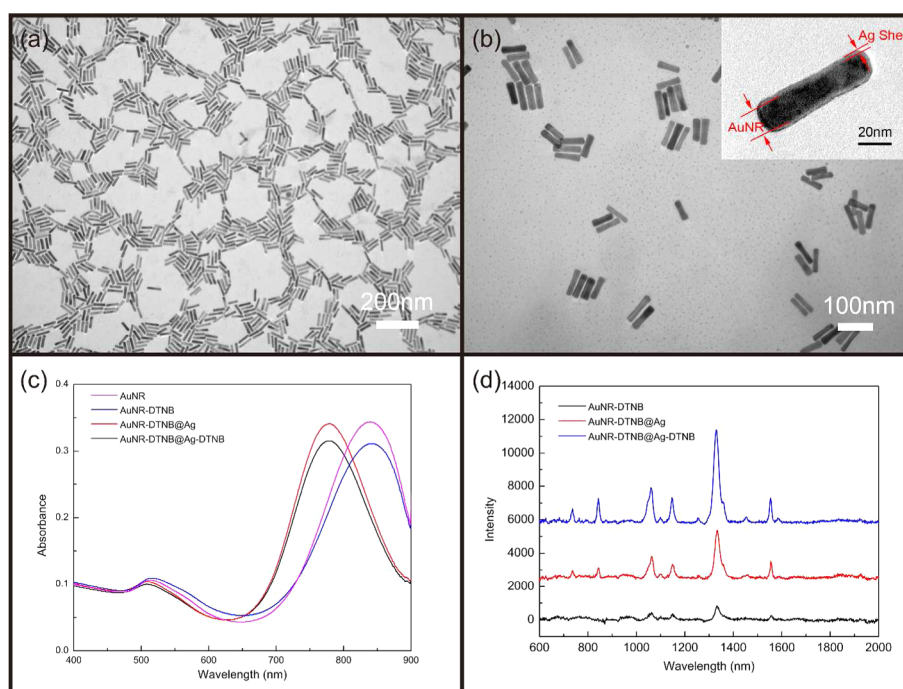 (a)
200nm
(b)
Ag She
AuNR
20nm
100nm
(c)
0.4
0.3
0.2
0.1
0.0
Absorbance
AuNR
AuNR-DTNB
AuNR-DTNB@Ag
AuNR-DTNB@Ag-DTNB
400 500 600 700 800 900
Wavelength (nm)
(d)
14000
12000
10000
8000
6000
4000
2000
0
Intensity
AuNR-DTNB
AuNR-DTNB@Ag
AuNR-DTNB@Ag-DTNB
600 800 1000 1200 1400 1600 1800 2000
Wavelength (nm)